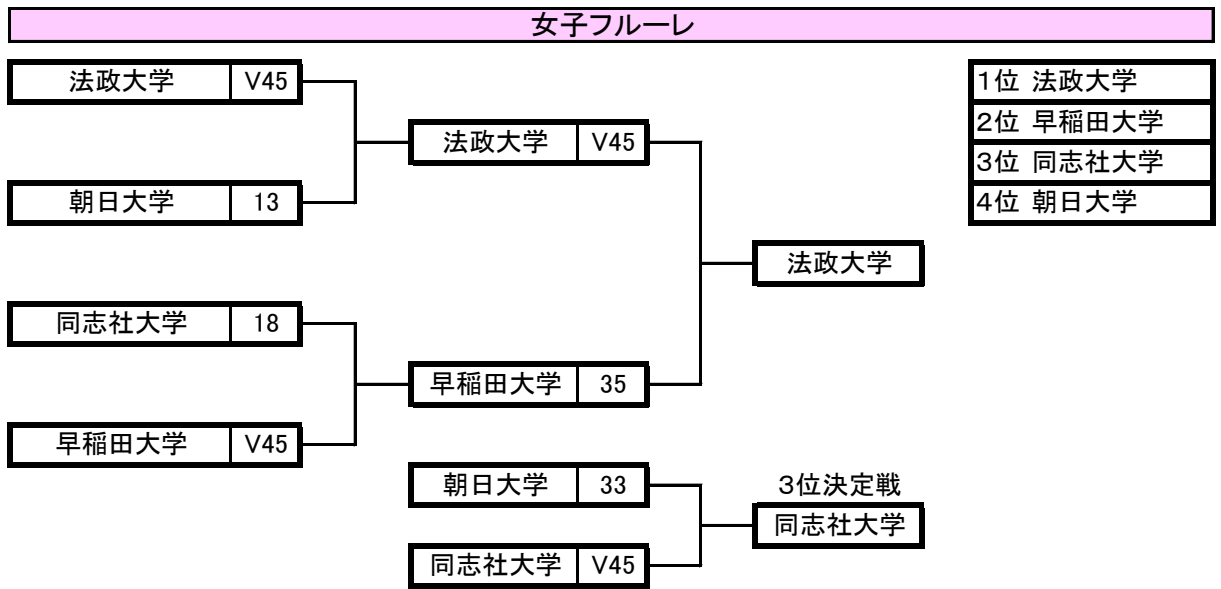 女子フルーレ
法政大学 V45
1位 法政大学
法政大学 V45
2位 早稲田大学
3位 同志社大学
朝日大学 13
4位 朝日大学
法政大学
同志社大学 18
早稲田大学 35
早稲田大学 V45
朝日大学 33
3位決定戦
同志社大学
同志社大学 V45